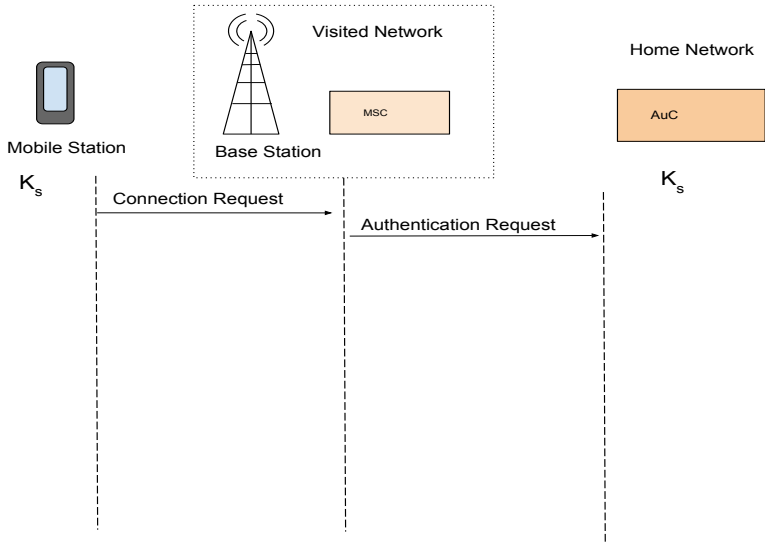 Visited Network
Home Network
MSC
AuC
Mobile Station
Base Station
Ks
Ks
Connection Request
Authentication Request